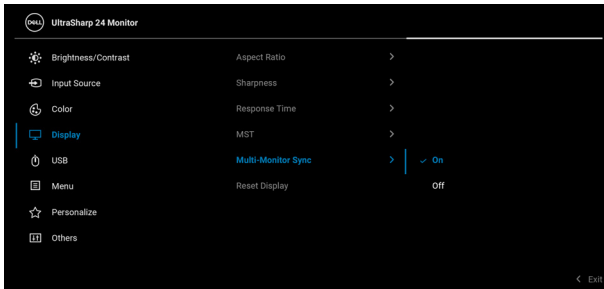 DELL UltraSharp 24 Monitor
Brightness/Contrast Aspect Ratio
Input Source Sharpness
Color Response Time
Display MST
USB Multi-Monitor Sync On
Menu Reset Display Off
Personalize
Others
Exit